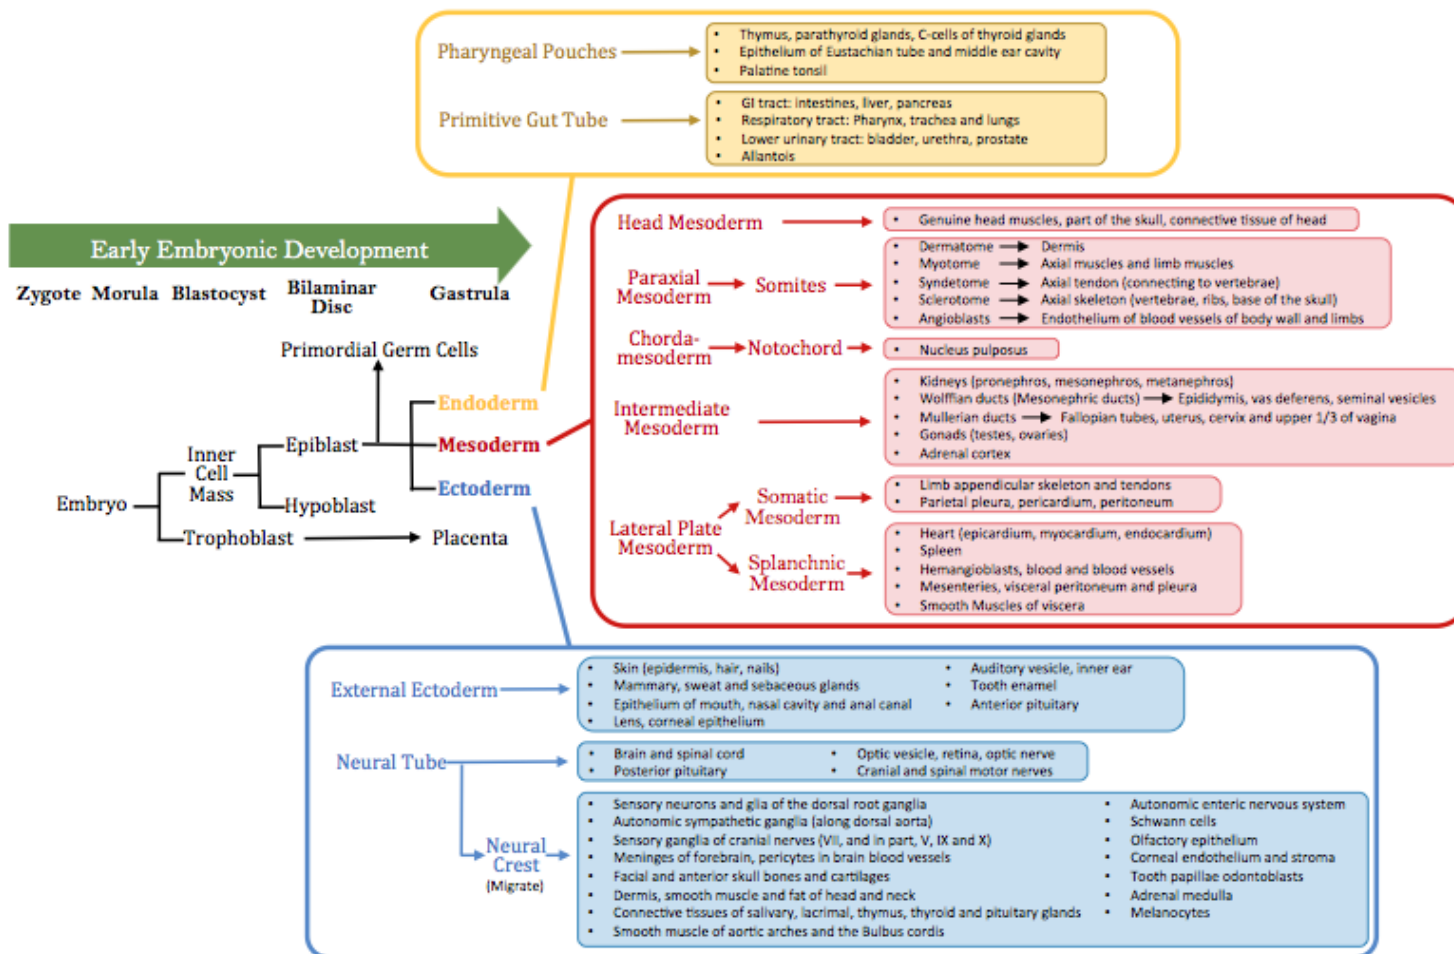 Pharyngeal Pouches
• Thymus, parathyroid glands, C-cells of thyroid glands
• Epithelium of Eustachian tube and middle ear cavity
• Palatine tonsil
Primitive Gut Tube
• GI tract: intestines, liver, pancreas
• Respiratory tract: Pharynx, trachea and lungs
• Lower urinary tract: bladder, urethra, prostate
• Allantois
Early Embryonic Development
Zygote
Morula
Blastocyst
Bilaminar
Disc
Gastrula
Primordial Germ Cells
Embryo
Inner
Cell
Mass
Trophoblast
Epiblast
Hypoblast
Placenta
Endoderm
Mesoderm
Ectoderm
Head Mesoderm
• Genuine head muscles, part of the skull, connective tissue of head
Paraxial
Mesoderm
Somites
• Dermatome Dermis
• Myotome Axial muscles and limb muscles
• Syndetome Axial tendon (connecting to vertebrae)
• Sclerotome Axial skeleton (vertebrae, ribs, base of the skull)
• Angioblasts Endothelium of blood vessels of body wall and limbs
Chorda-
mesoderm
Notochord
• Nucleus pulposus
Intermediate
Mesoderm
• Kidneys (pronephros, mesonephros, metanephros)
• Wolffian ducts (Mesonephric ducts) Epididymis, vas deferens, seminal vesicles
• Mullerian ducts Fallopian tubes, uterus, cervix and upper 1/3 of vagina
• Gonads (testes, ovaries)
• Adrenal cortex
Lateral Plate
Mesoderm
Somatic
Mesoderm
• Limb appendicular skeleton and tendons
• Parietal pleura, pericardium, peritoneum
Splanchnic
Mesoderm
• Heart (epicardium, myocardium, endocardium)
• Spleen
• Hemangioblasts, blood and blood vessels
• Mesenteries, visceral peritoneum and pleura
• Smooth Muscles of viscera
External Ectoderm
• Skin (epidermis, hair, nails)
• Mammary, sweat and sebaceous glands
• Epithelium of mouth, nasal cavity and anal canal
• Lens, corneal epithelium
• Auditory vesicle, inner ear
• Tooth enamel
• Anterior pituitary
Neural Tube
• Brain and spinal cord
• Posterior pituitary
• Optic vesicle, retina, optic nerve
• Cranial and spinal motor nerves
Neural
Crest
(Migrate)
• Sensory neurons and glia of the dorsal root ganglia
• Autonomic sympathetic ganglia (along dorsal aorta)
• Sensory ganglia of cranial nerves (VII, and in part, V, IX and X)
• Meninges of forebrain, pericytes in brain blood vessels
• Facial and anterior skull bones and cartilages
• Dermis, smooth muscle and fat of head and neck
• Connective tissues of salivary, lacrimal, thymus, thyroid and pituitary glands
• Smooth muscle of aortic arches and the Bulbus cordis
• Autonomic enteric nervous system
• Schwann cells
• Olfactory epithelium
• Corneal endothelium and stroma
• Tooth papillae odontoblasts
• Adrenal medulla
• Melanocytes